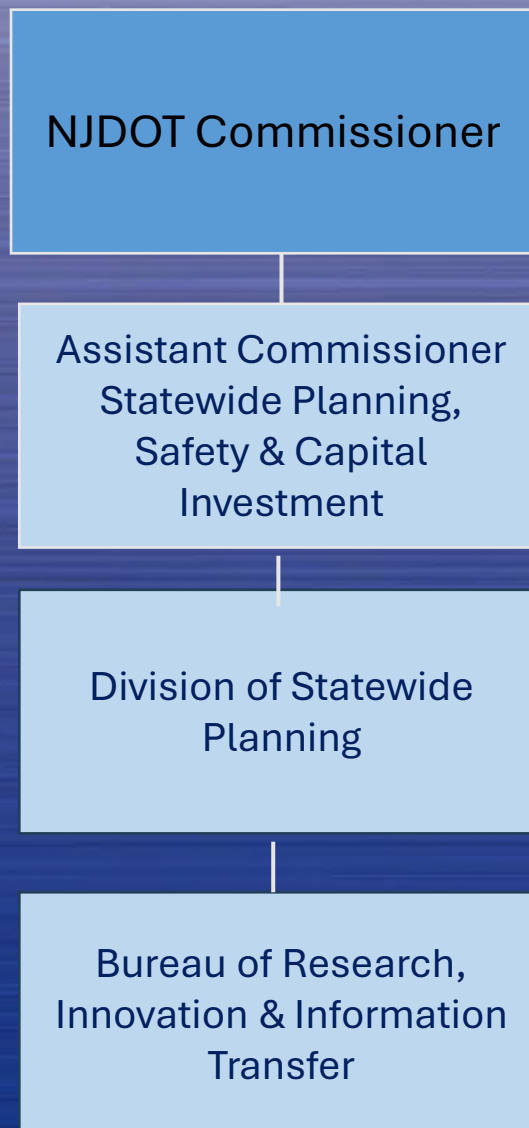 NJDOT Commissioner
Assistant Commissioner
Statewide Planning,
Safety & Capital
Investment
Division of Statewide
Planning
Bureau of Research,
Innovation & Information
Transfer